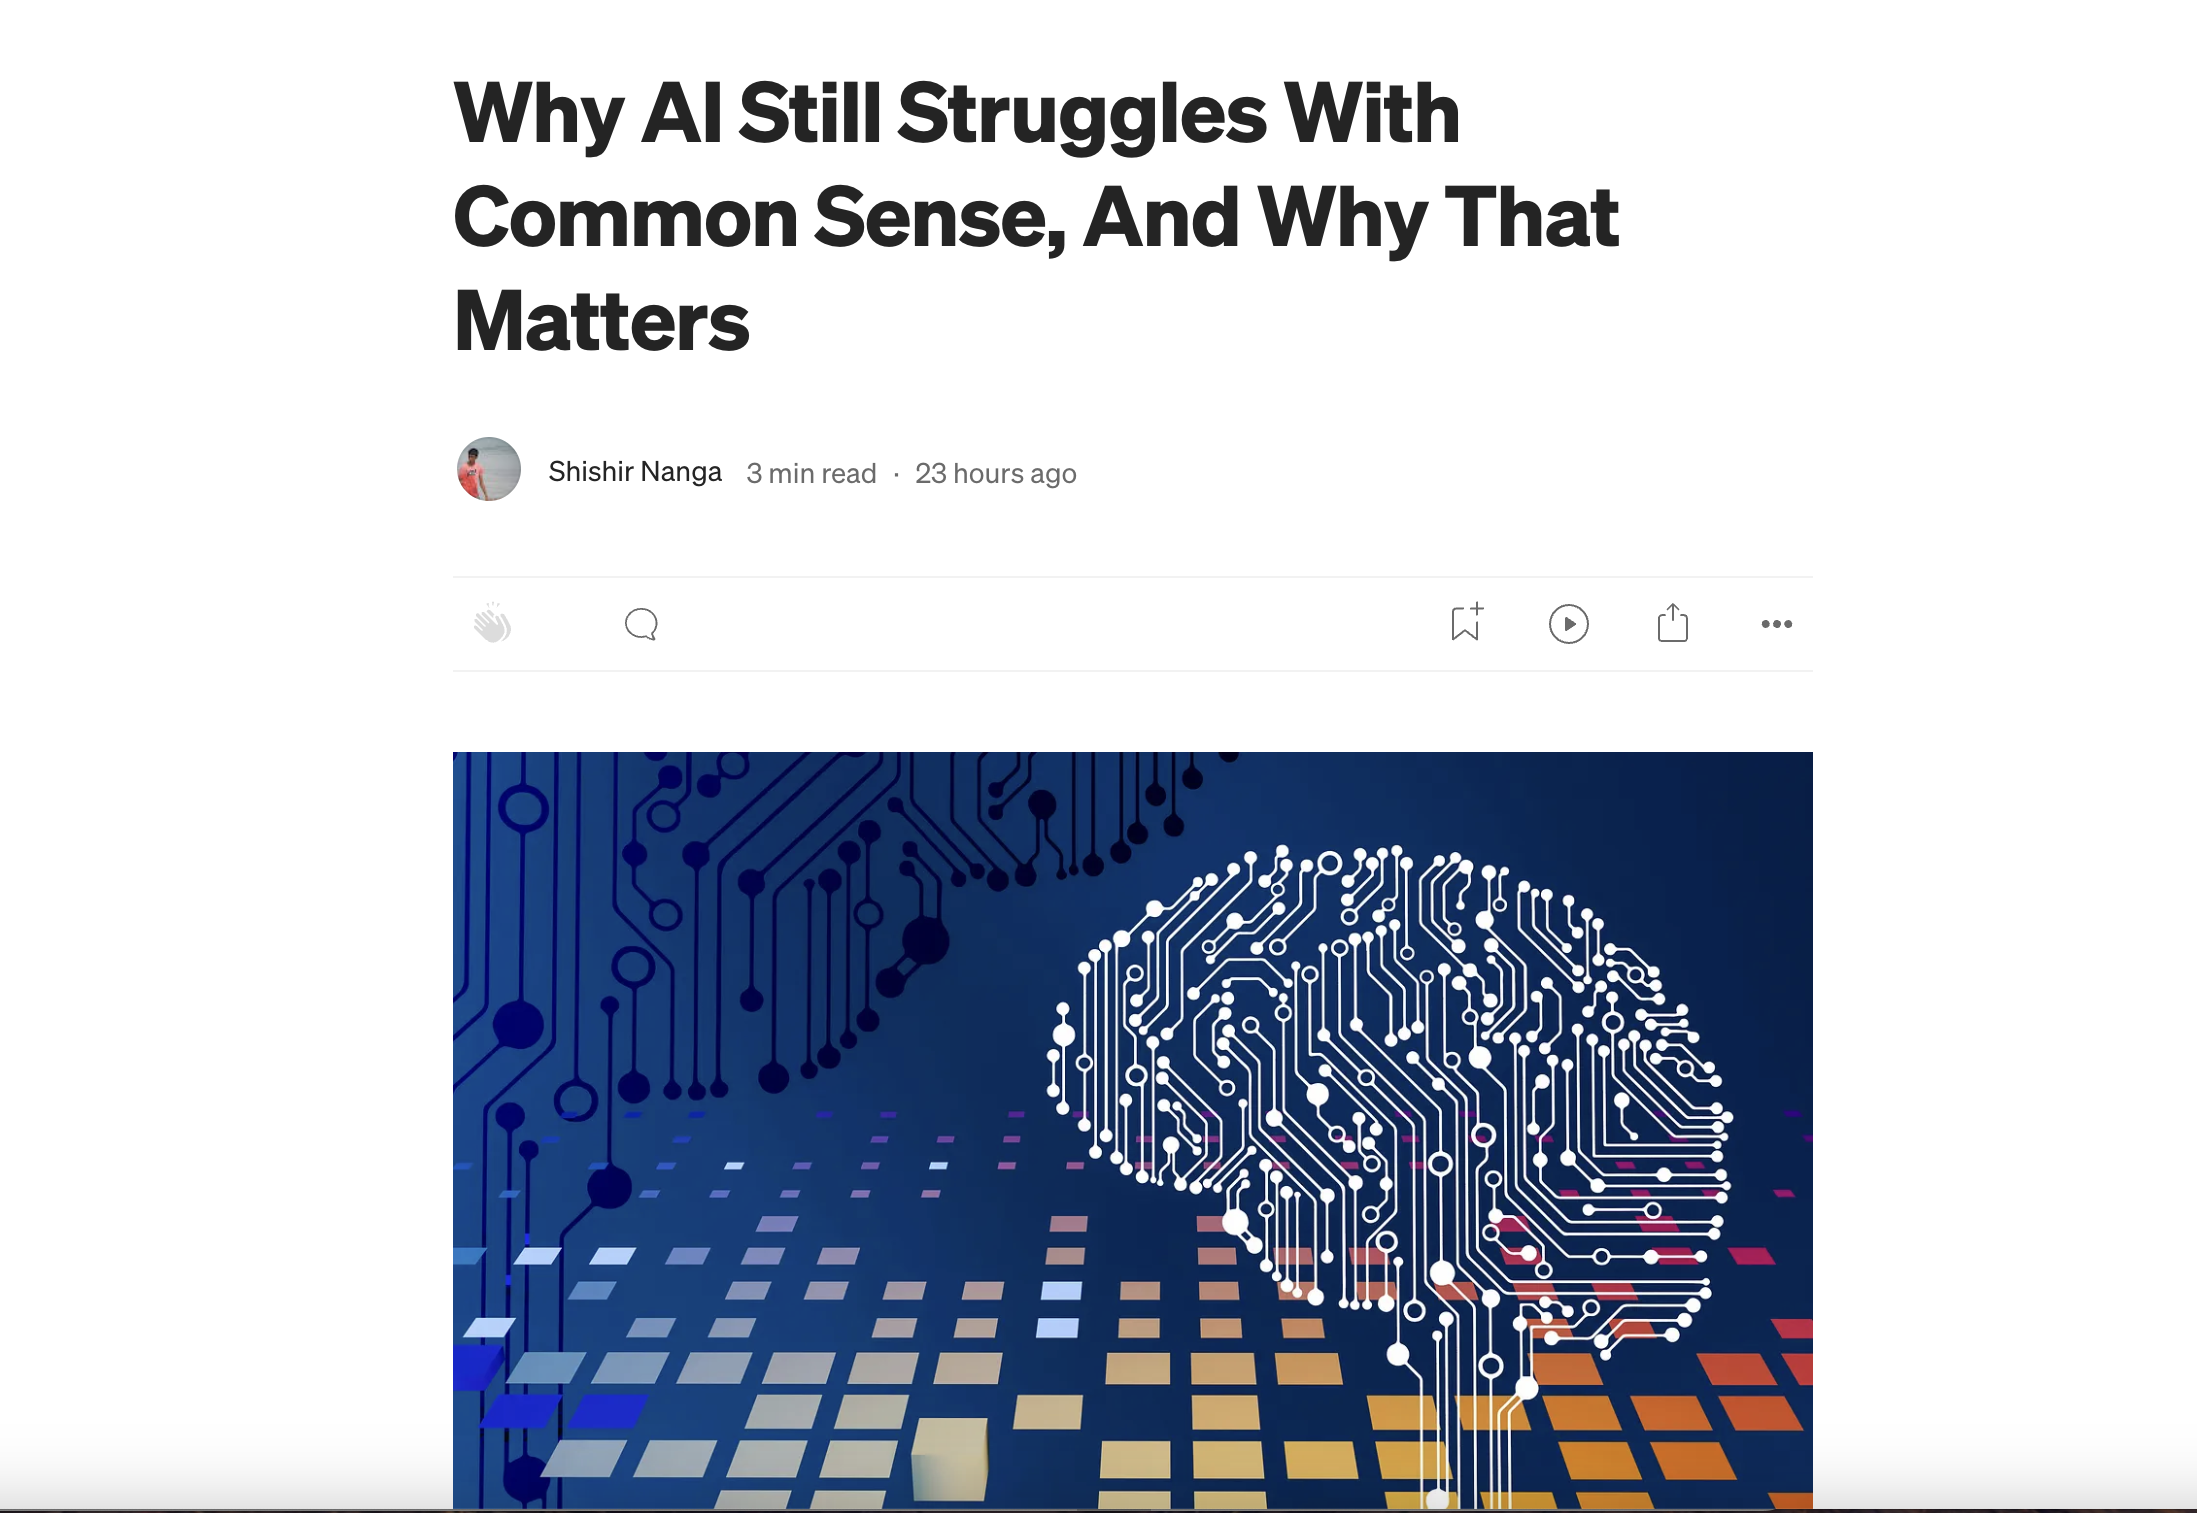 Why AI Still Struggles With
Common Sense, And Why That
Matters
Shishir Nanga 3 min read · 23 hours ago